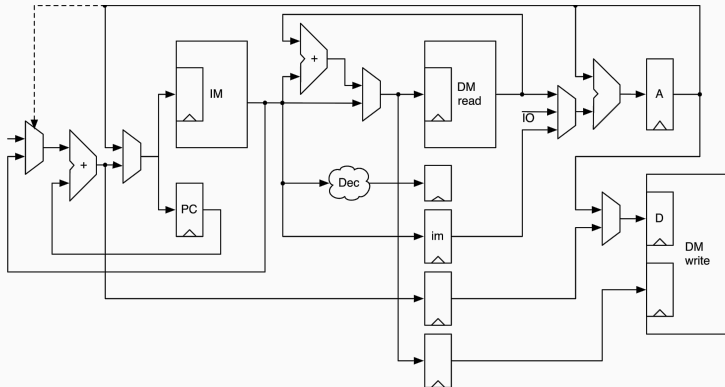 IM
+
DM
read
IO
A
+
Dec
PC
im
D
DM
write